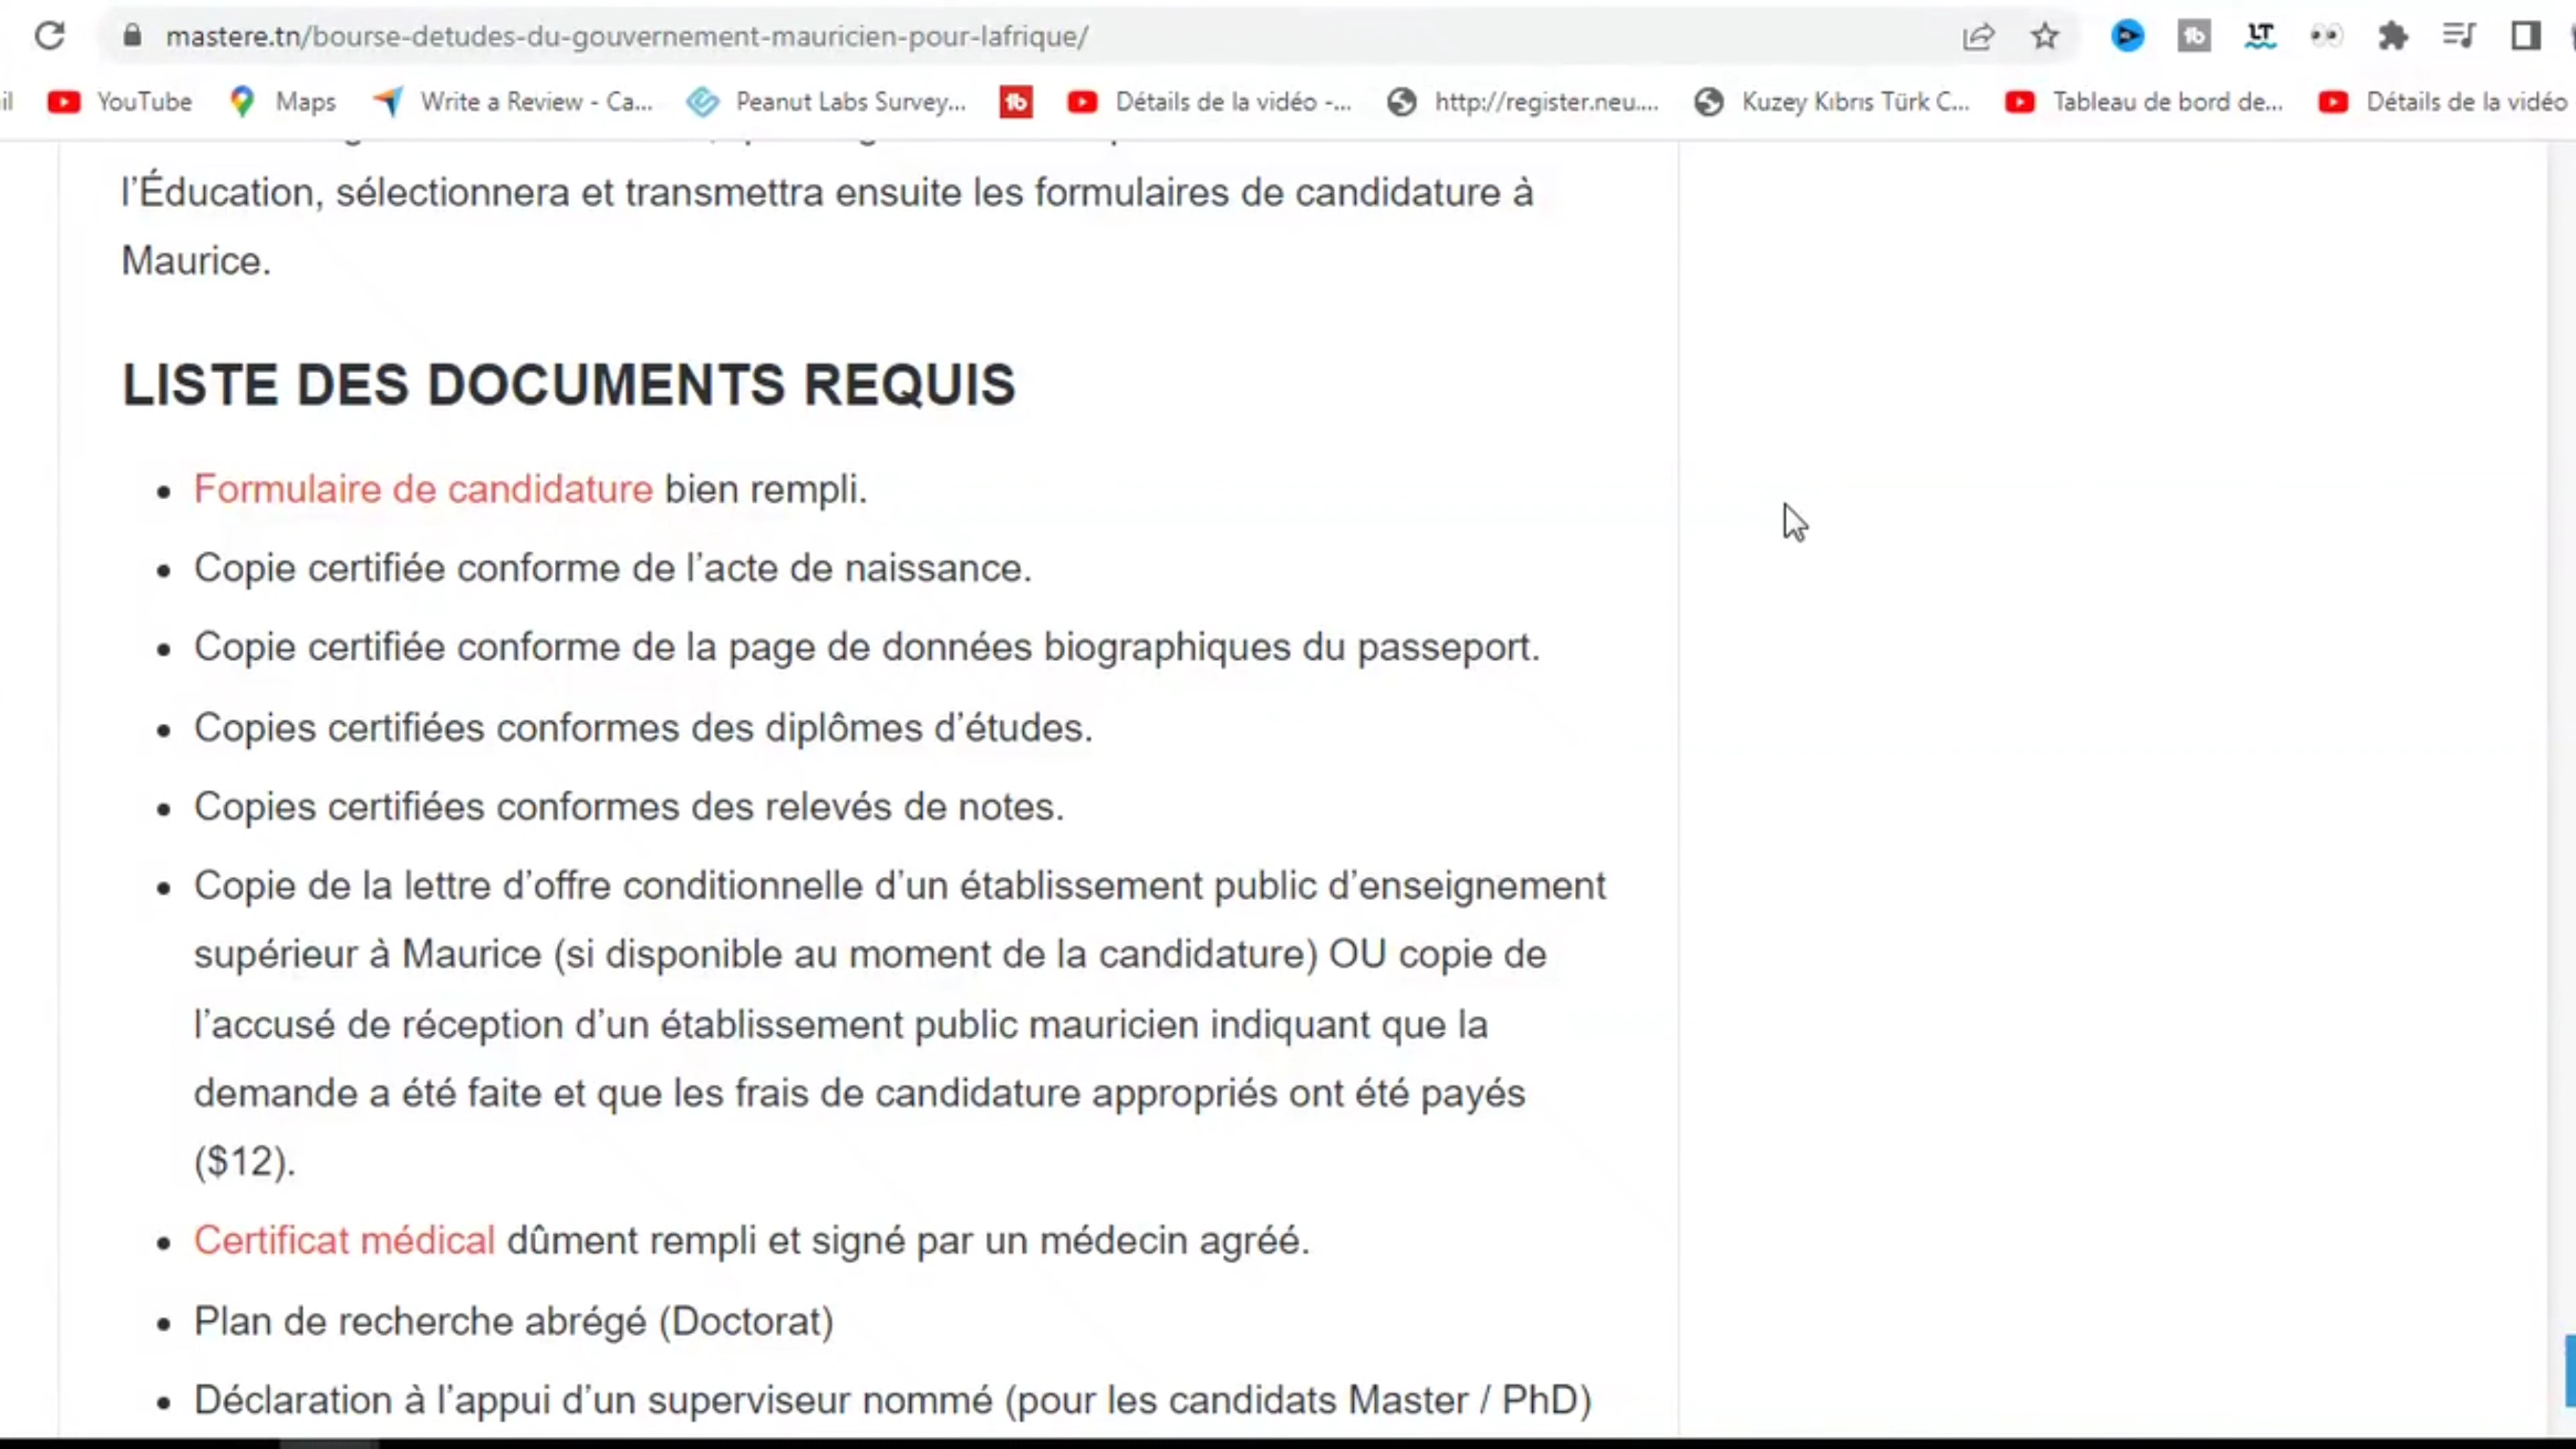 mastere.tn/bourse-detudes-du-gouvernement-mauricien-pour-lafrique/
il YouTube Maps Write a Review - Ca... Peanut Labs Survey... Détails de la vidéo -... http://register.neu.... Kuzey Kıbrıs Türk C... Tableau de bord de... Détails de la vidéo
l’Éducation, sélectionnera et transmettra ensuite les formulaires de candidature à
Maurice.
LISTE DES DOCUMENTS REQUIS
• Formulaire de candidature bien rempli.
• Copie certifiée conforme de l’acte de naissance.
• Copie certifiée conforme de la page de données biographiques du passeport.
• Copies certifiées conformes des diplômes d’études.
• Copies certifiées conformes des relevés de notes.
• Copie de la lettre d’offre conditionnelle d’un établissement public d’enseignement
supérieur à Maurice (si disponible au moment de la candidature) OU copie de
l’accusé de réception d’un établissement public mauricien indiquant que la
demande a été faite et que les frais de candidature appropriés ont été payés
($12).
• Certificat médical dûment rempli et signé par un médecin agréé.
• Plan de recherche abrégé (Doctorat)
• Déclaration à l’appui d’un superviseur nommé (pour les candidats Master / PhD)